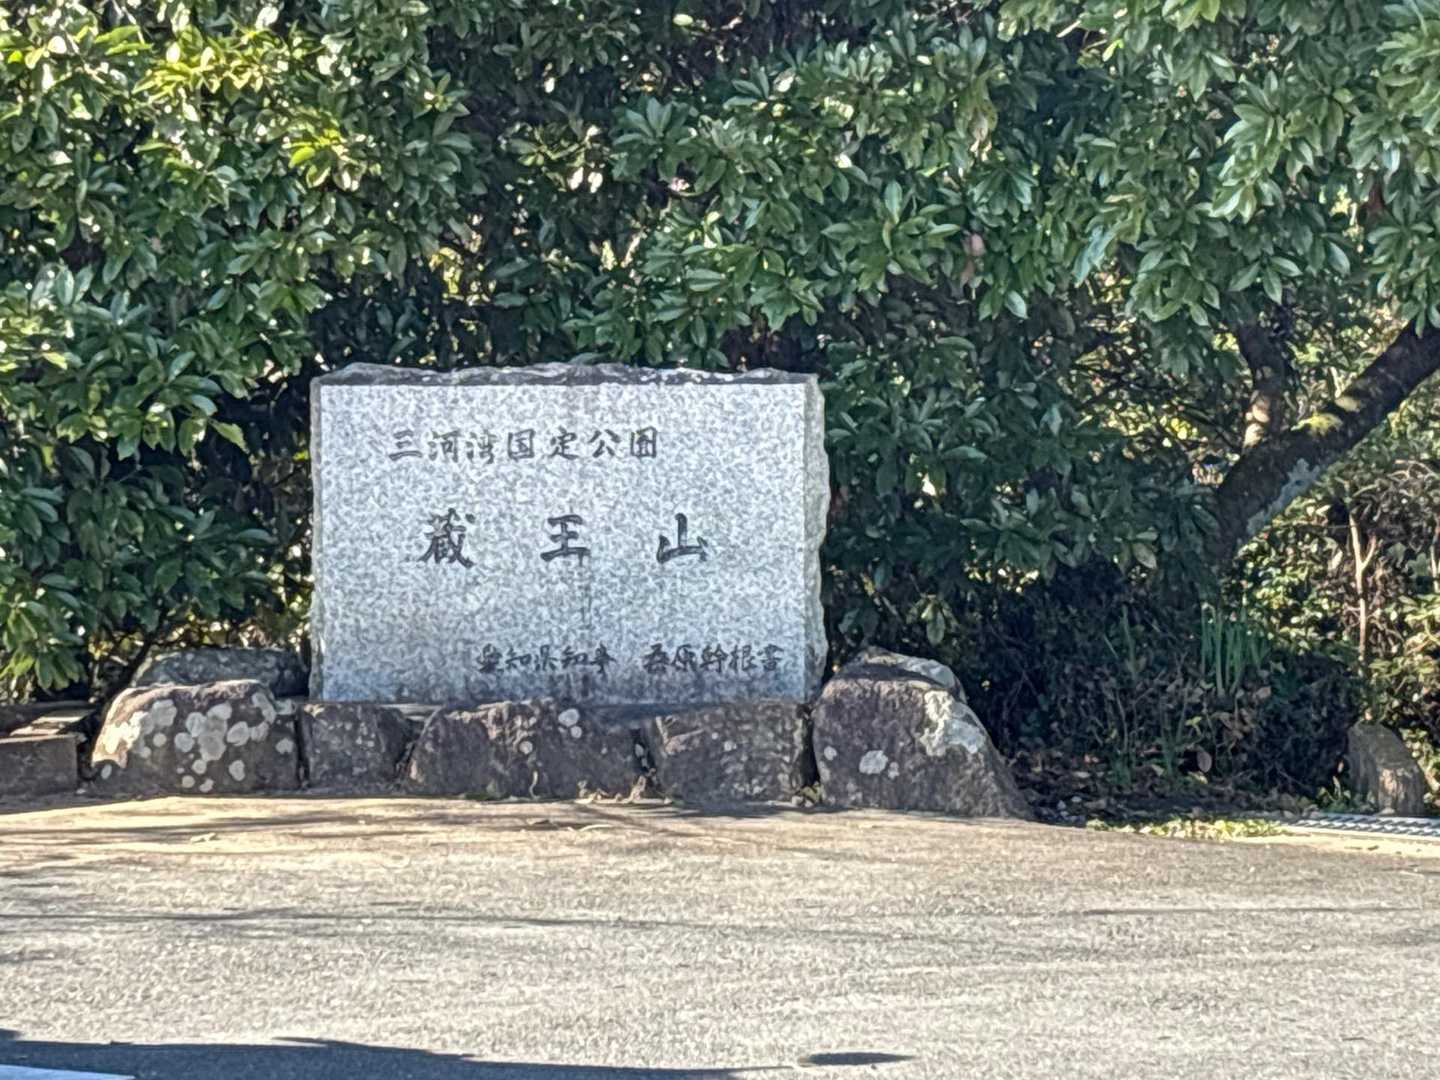 三河湾国定公園
蔵王山
愛知県知事 桑原幹根書